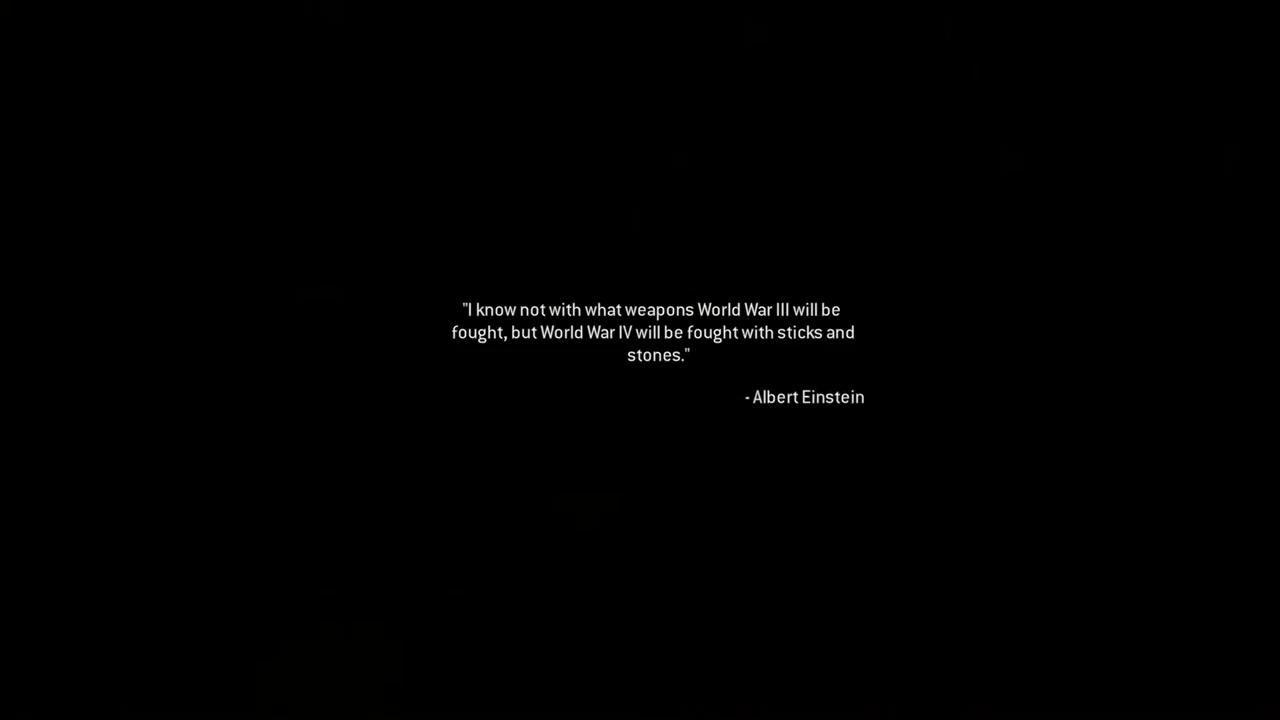 "I know not with what weapons World War III will be
fought, but World War IV will be fought with sticks and
stones."
- Albert Einstein